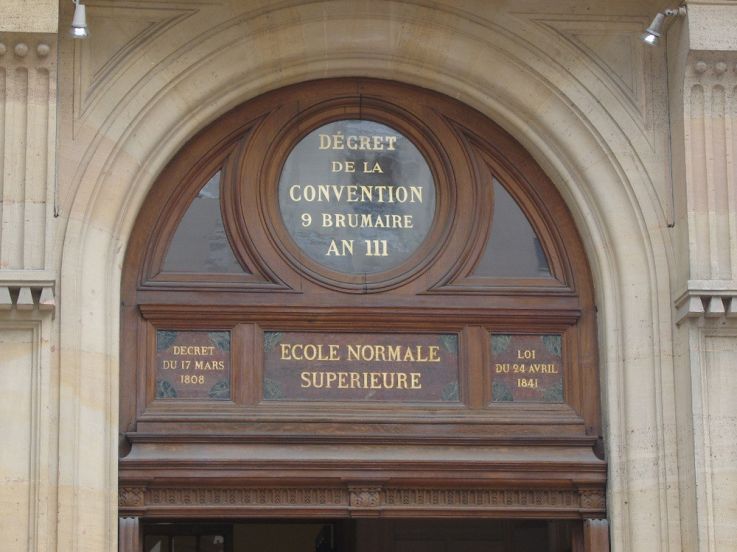 DÉCRET
DE LA
CONVENTION
9 BRUMAIRE
AN III
DECRET
DU 17 MARS
1808
ECOLE NORMALE
SUPERIEURE
LOI
DU 24 AVRIL
1841